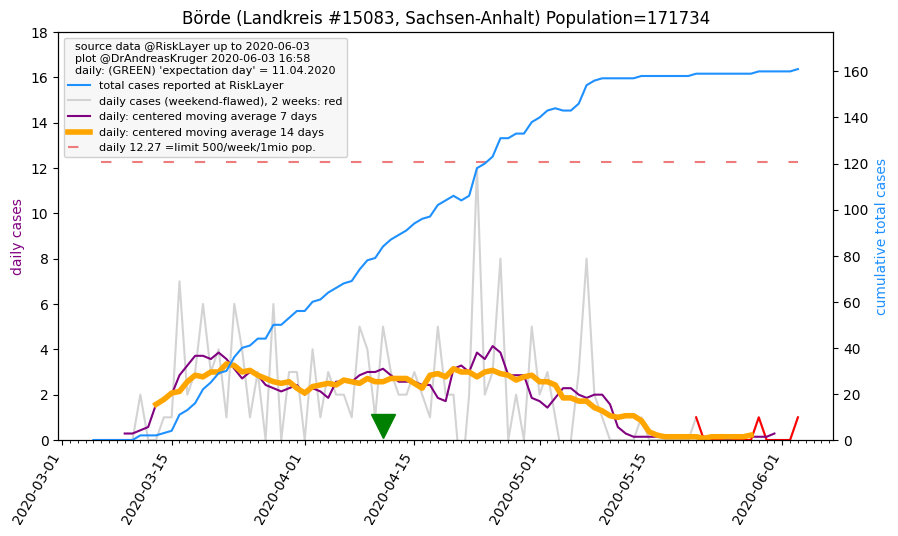 Börde (Landkreis #15083, Sachsen-Anhalt) Population=171734
source data @RiskLayer up to 2020-06-03
plot @DrAndreasKruger 2020-06-03 16:58
daily: (GREEN) 'expectation day' = 11.04.2020
total cases reported at RiskLayer
daily cases (weekend-flawed), 2 weeks: red
daily: centered moving average 7 days
daily: centered moving average 14 days
daily 12.27 =limit 500/week/1mio pop.
daily cases
18
16
14
12
10
8
6
4
2
0
cumulative total cases
160
140
120
100
80
60
40
20
0
2020-03-01
2020-03-15
2020-04-01
2020-04-15
2020-05-01
2020-05-15
2020-06-01